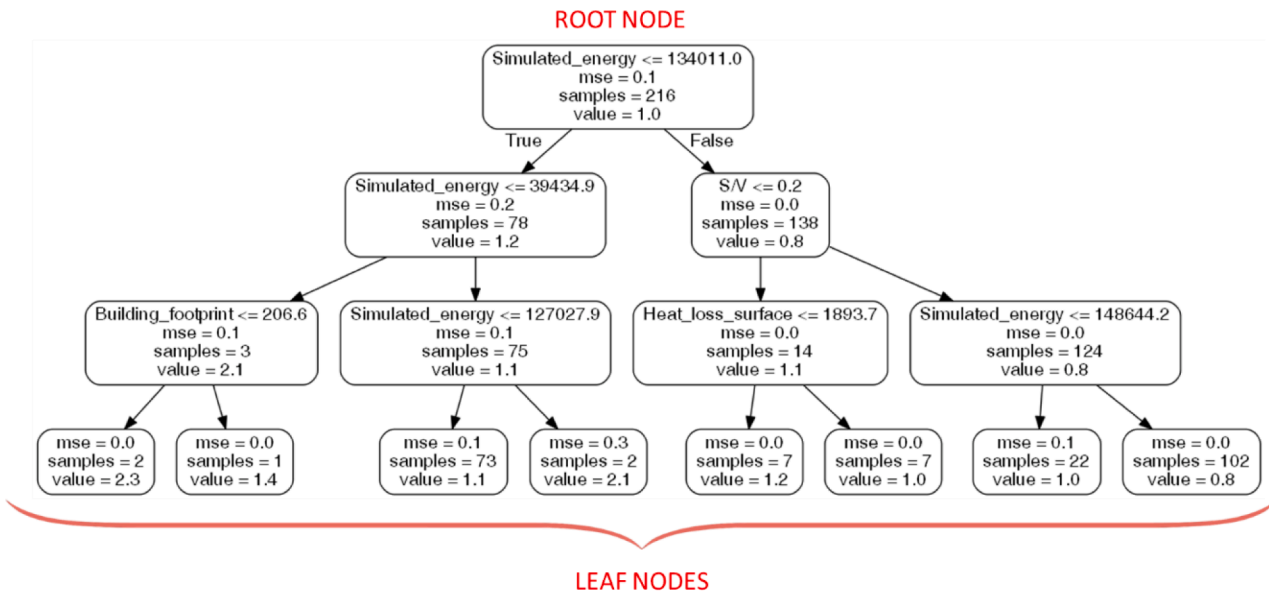 ROOT NODE
Simulated_energy <= 134011.0
mse = 0.1
samples = 216
value = 1.0
True
False
Simulated_energy <= 39434.9
mse = 0.2
samples = 78
value = 1.2
S/V <= 0.2
mse = 0.0
samples = 138
value = 0.8
Building_footprint <= 206.6
mse = 0.1
samples = 3
value = 2.1
Simulated_energy <= 127027.9
mse = 0.1
samples = 75
value = 1.1
Heat_loss_surface <= 1893.7
mse = 0.0
samples = 14
value = 1.1
Simulated_energy <= 148644.2
mse = 0.0
samples = 124
value = 0.8
mse = 0.0
samples = 2
value = 2.3
mse = 0.0
samples = 1
value = 1.4
mse = 0.1
samples = 73
value = 1.1
mse = 0.3
samples = 2
value = 2.1
mse = 0.0
samples = 7
value = 1.2
mse = 0.0
samples = 7
value = 1.0
mse = 0.1
samples = 22
value = 1.0
mse = 0.0
samples = 102
value = 0.8
LEAF NODES